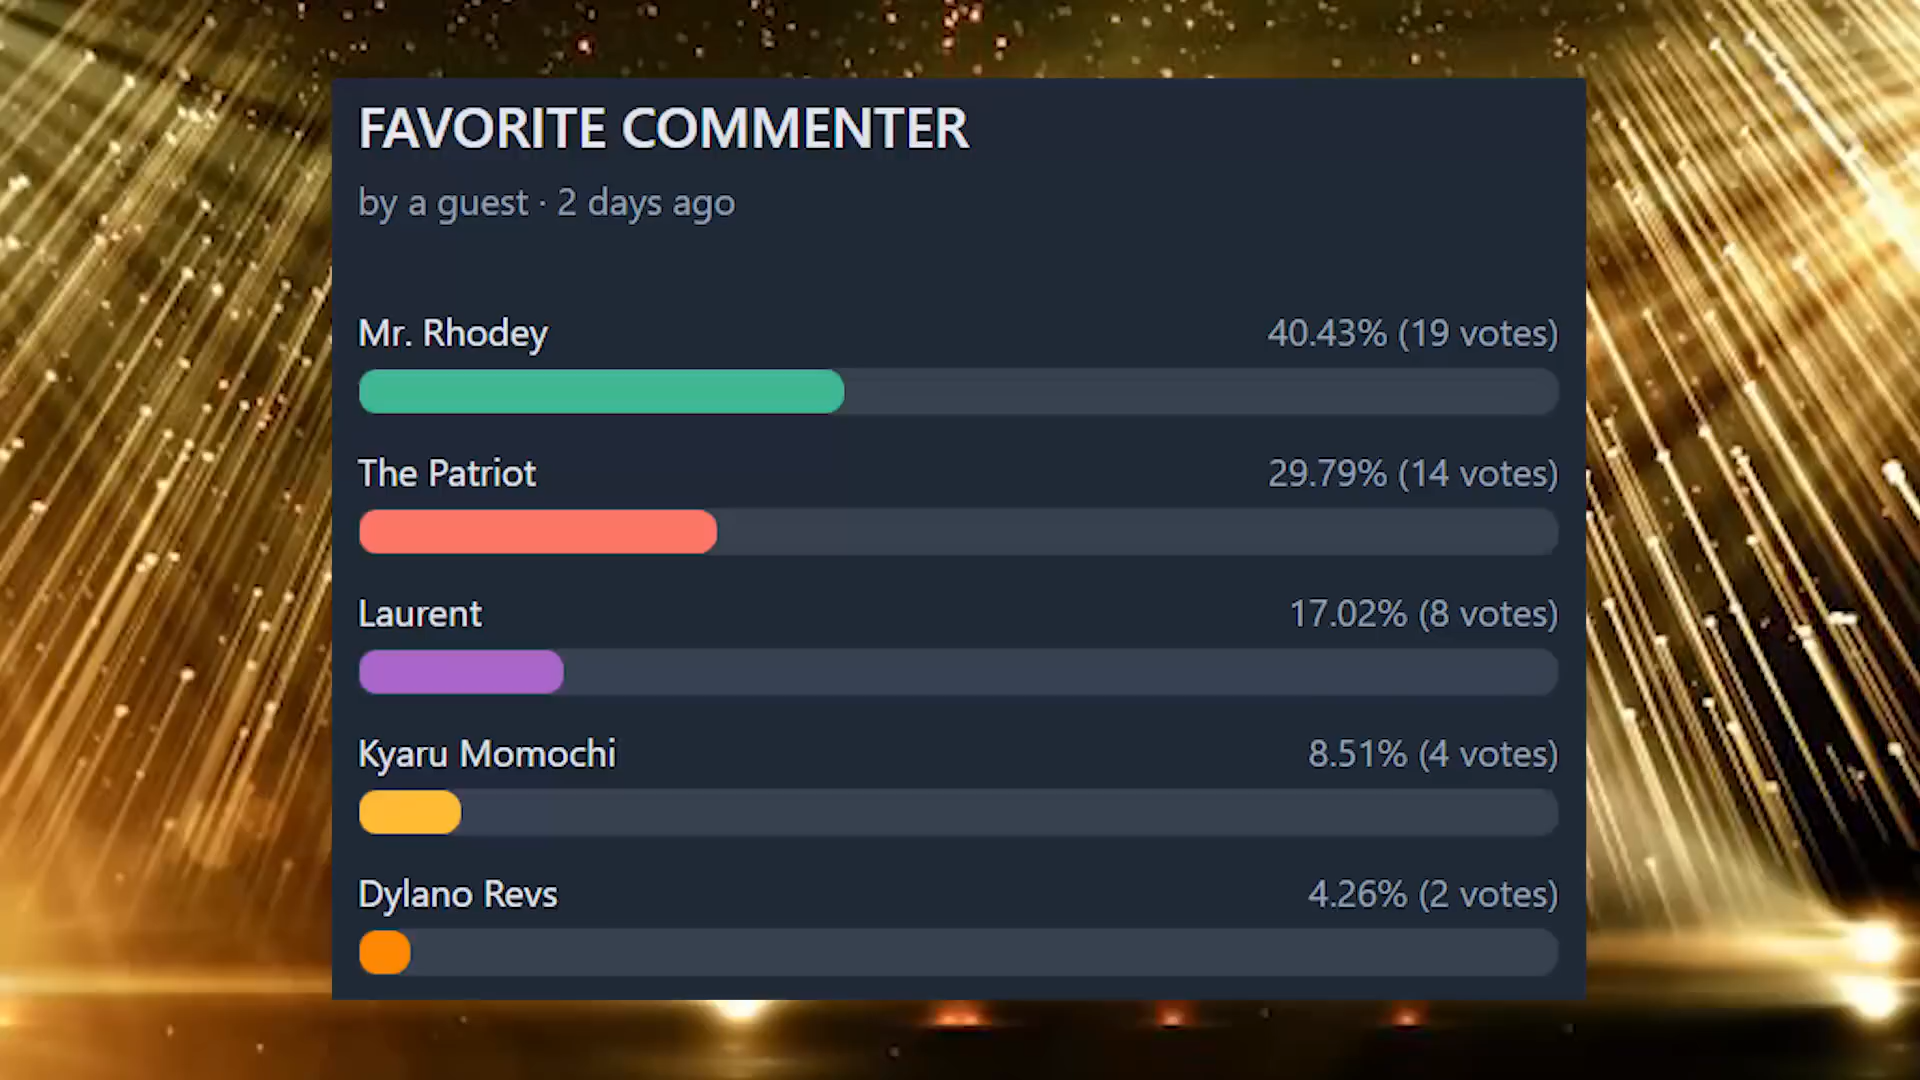 FAVORITE COMMENTER
by a guest · 2 days ago
Mr. Rhodey 40.43% (19 votes)
The Patriot 29.79% (14 votes)
Laurent 17.02% (8 votes)
Kyaru Momochi 8.51% (4 votes)
Dylano Revs 4.26% (2 votes)